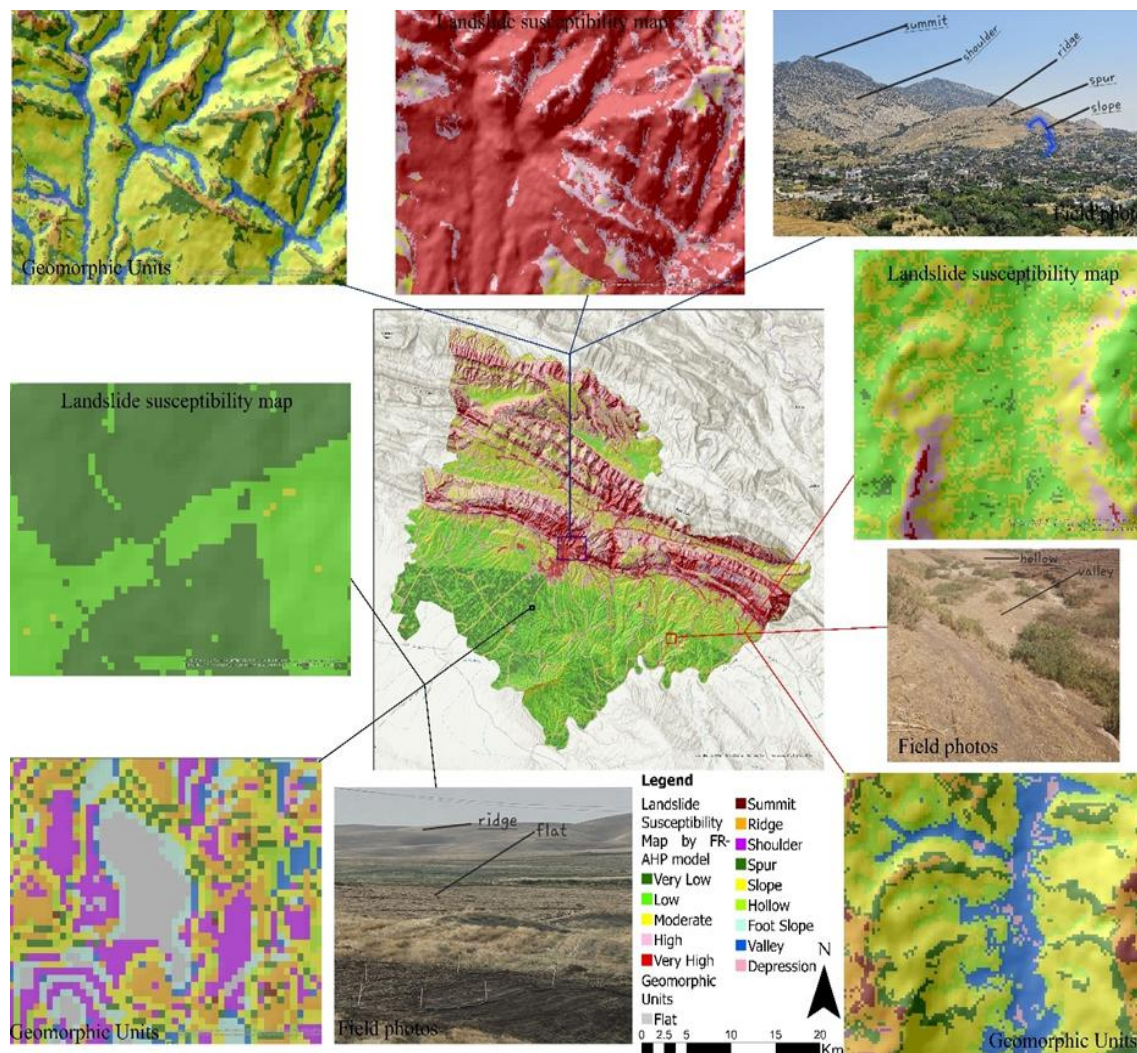 Landslide susceptibility map
summit
shoulder
ridge
spur
slope
Field phot
Geomorphic Units
Landslide susceptibility map
Landslide susceptibility map
hollow
valley
Field photos
ridge
flat
Geomorphic Units
Field photos
Legend
Landslide
Susceptibility
Map by FR-
AHP model
Very Low
Low
Moderate
High
Very High
Geomorphic
Units
Flat
Summit
Ridge
Shoulder
Spur
Slope
Hollow
Foot Slope
Valley
Depression
N
0 2.5 5 10 15 20
Km
Geomorphic Units